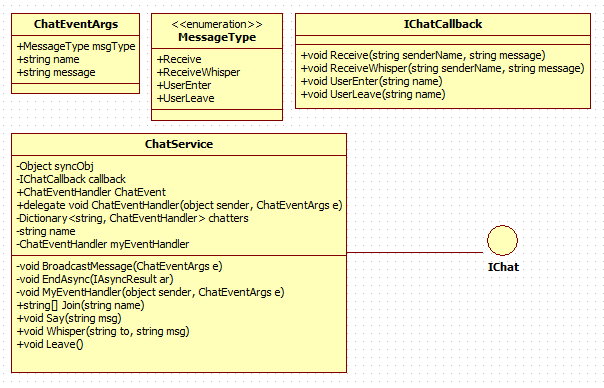 ChatEventArgs
+MessageType msgType
+string name
+string message
<<enumeration>>
MessageType
+Receive
+ReceiveWhisper
+UserEnter
+UserLeave
IChatCallback
+void Receive(string senderName, string message)
+void ReceiveWhisper(string senderName, string message)
+void UserEnter(string name)
+void UserLeave(string name)
ChatService
-Object syncObj
-IChatCallback callback
+ChatEventHandler ChatEvent
+delegate void ChatEventHandler(object sender, ChatEventArgs e)
-Dictionary<string, ChatEventHandler> chatters
-string name
-ChatEventHandler myEventHandler
-void BroadcastMessage(ChatEventArgs e)
-void EndAsync(IAsyncResult ar)
-void MyEventHandler(object sender, ChatEventArgs e)
+string[] Join(string name)
+void Say(string msg)
+void Whisper(string to, string msg)
+void Leave()
IChat